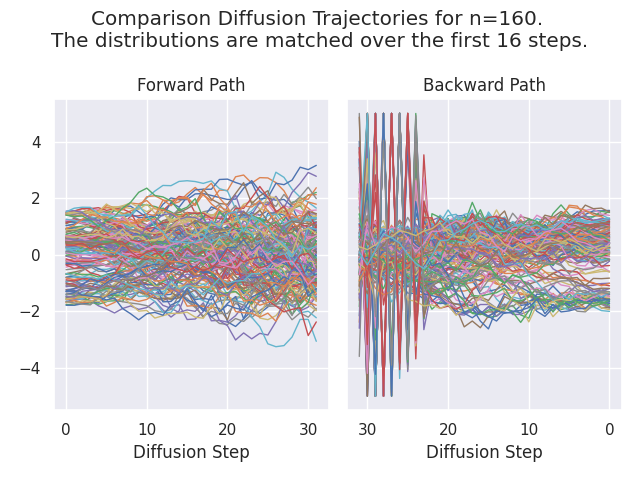 Comparison Diffusion Trajectories for n=160.
The distributions are matched over the first 16 steps.
Forward Path
Backward Path
4
2
0
−2
−4
0 10 20 30
30 20 10 0
Diffusion Step
Diffusion Step